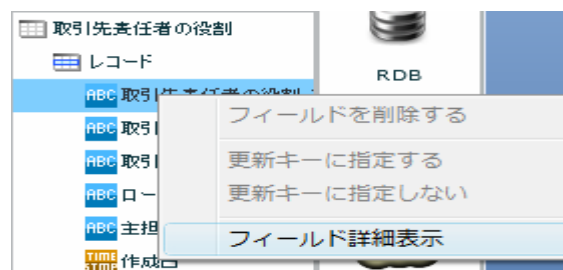 取引先責任者の役割
レコード
RDB
ABC 取引先責任者の役割
フィールドを削除する
ABC 取引
ABC 取引
更新キーに指定する
ABC ロー
更新キーに指定しない
ABC 主担
フィールド詳細表示
TIME 作成日